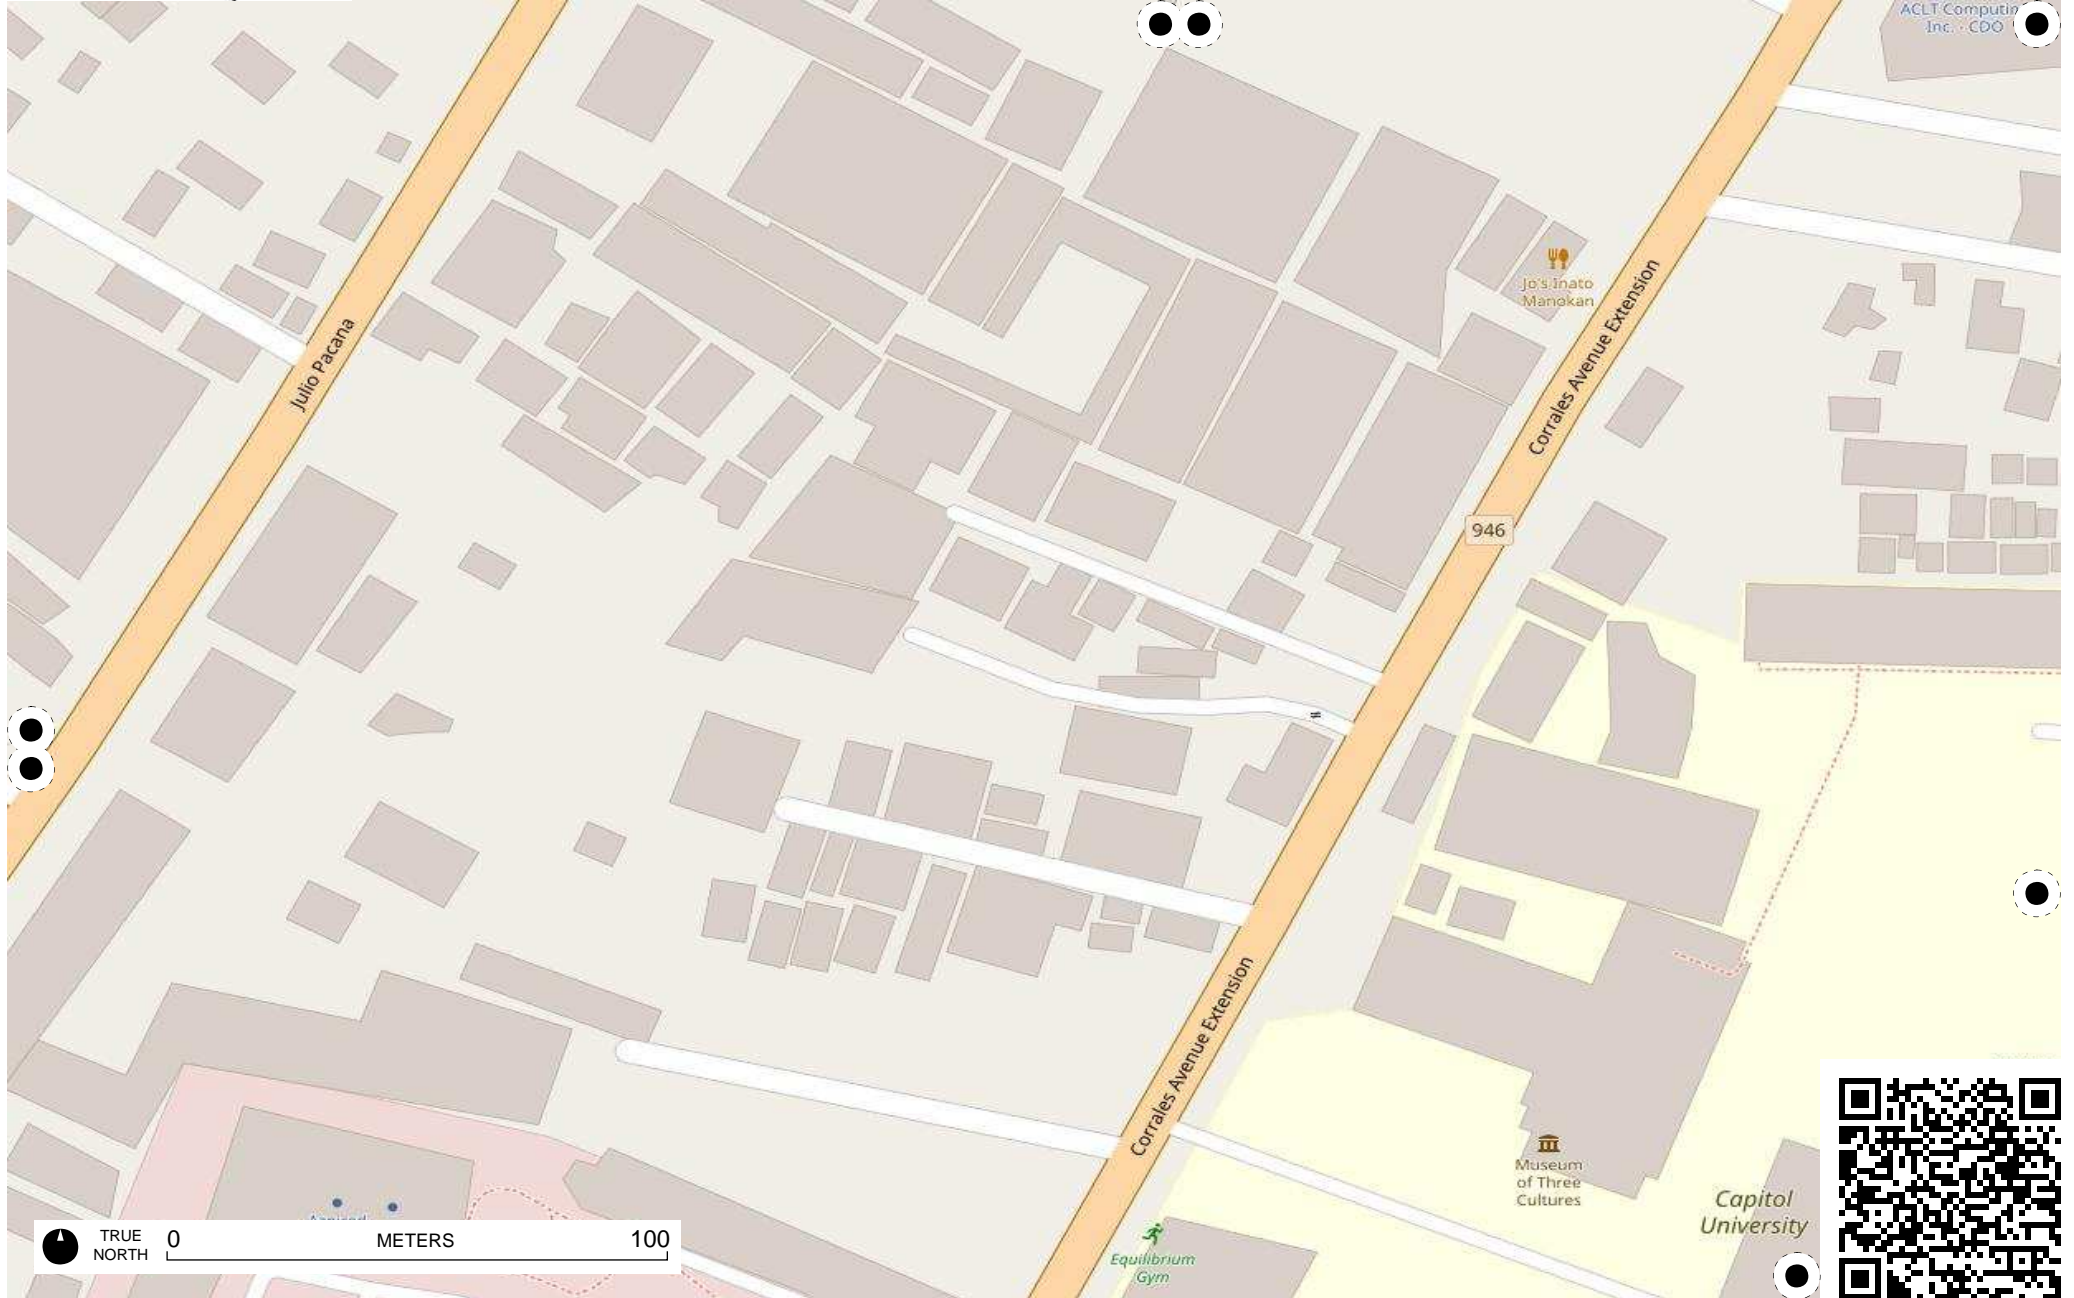 ACLT Computing
Inc. - CDO
Jo's Inato
Manokan
Corrales Avenue Extension
Julio Pacana
946
Corrales Avenue Extension
Museum
of Three
Cultures
Capitol
University
Equilibrium
Gym
TRUE
NORTH
0 METERS 100